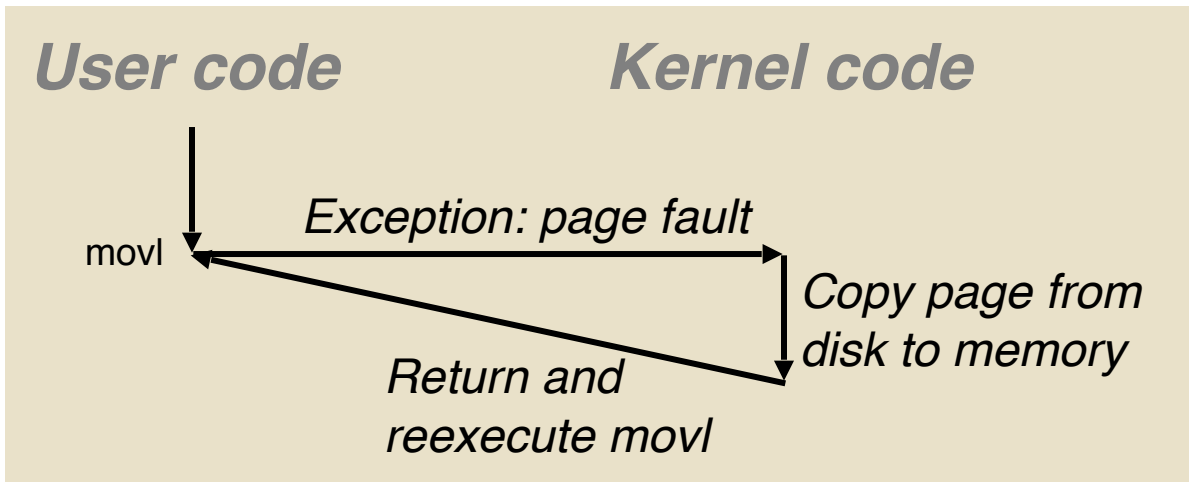 User code
Kernel code
Exception: page fault
movl
Copy page from
disk to memory
Return and
reexecute movl